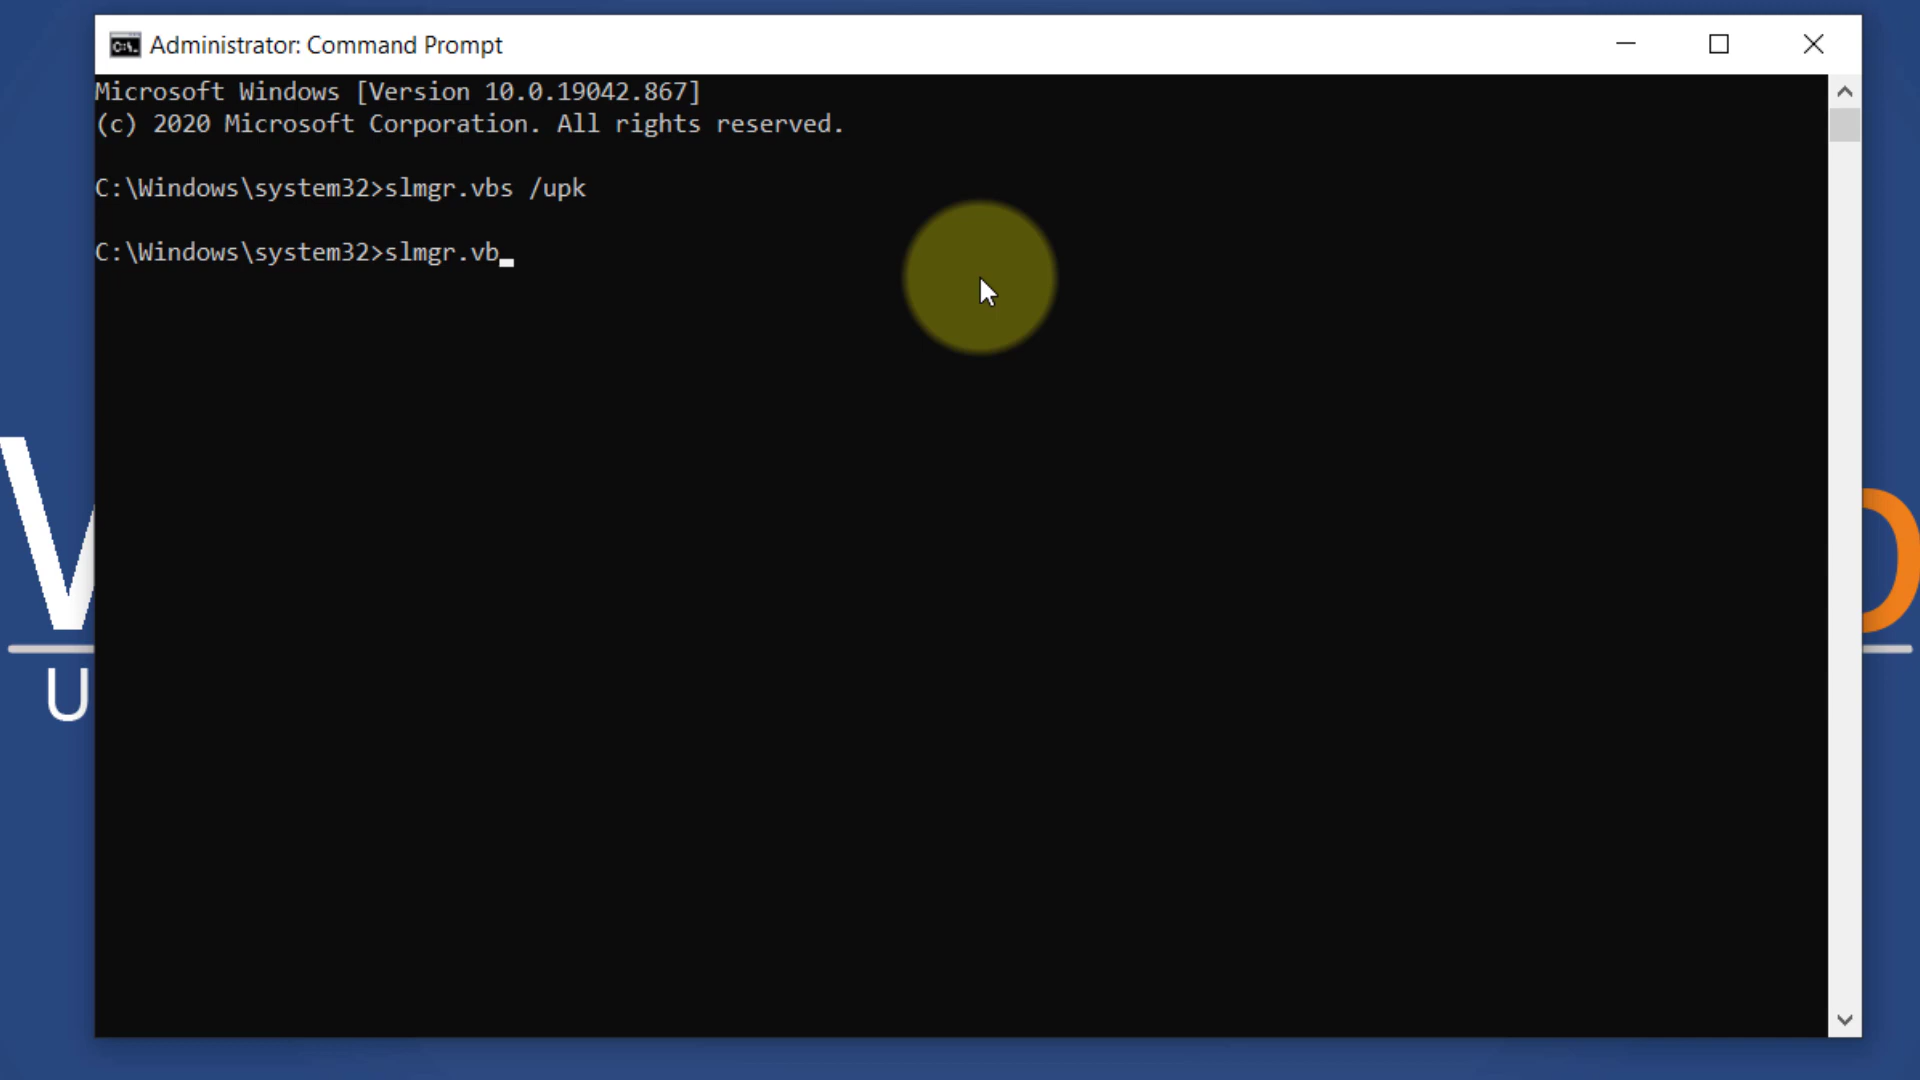 Administrator: Command Prompt
Microsoft Windows [Version 10.0.19042.867]
(c) 2020 Microsoft Corporation. All rights reserved.
C:\Windows\system32>slmgr.vbs /upk
C:\Windows\system32>slmgr.vb